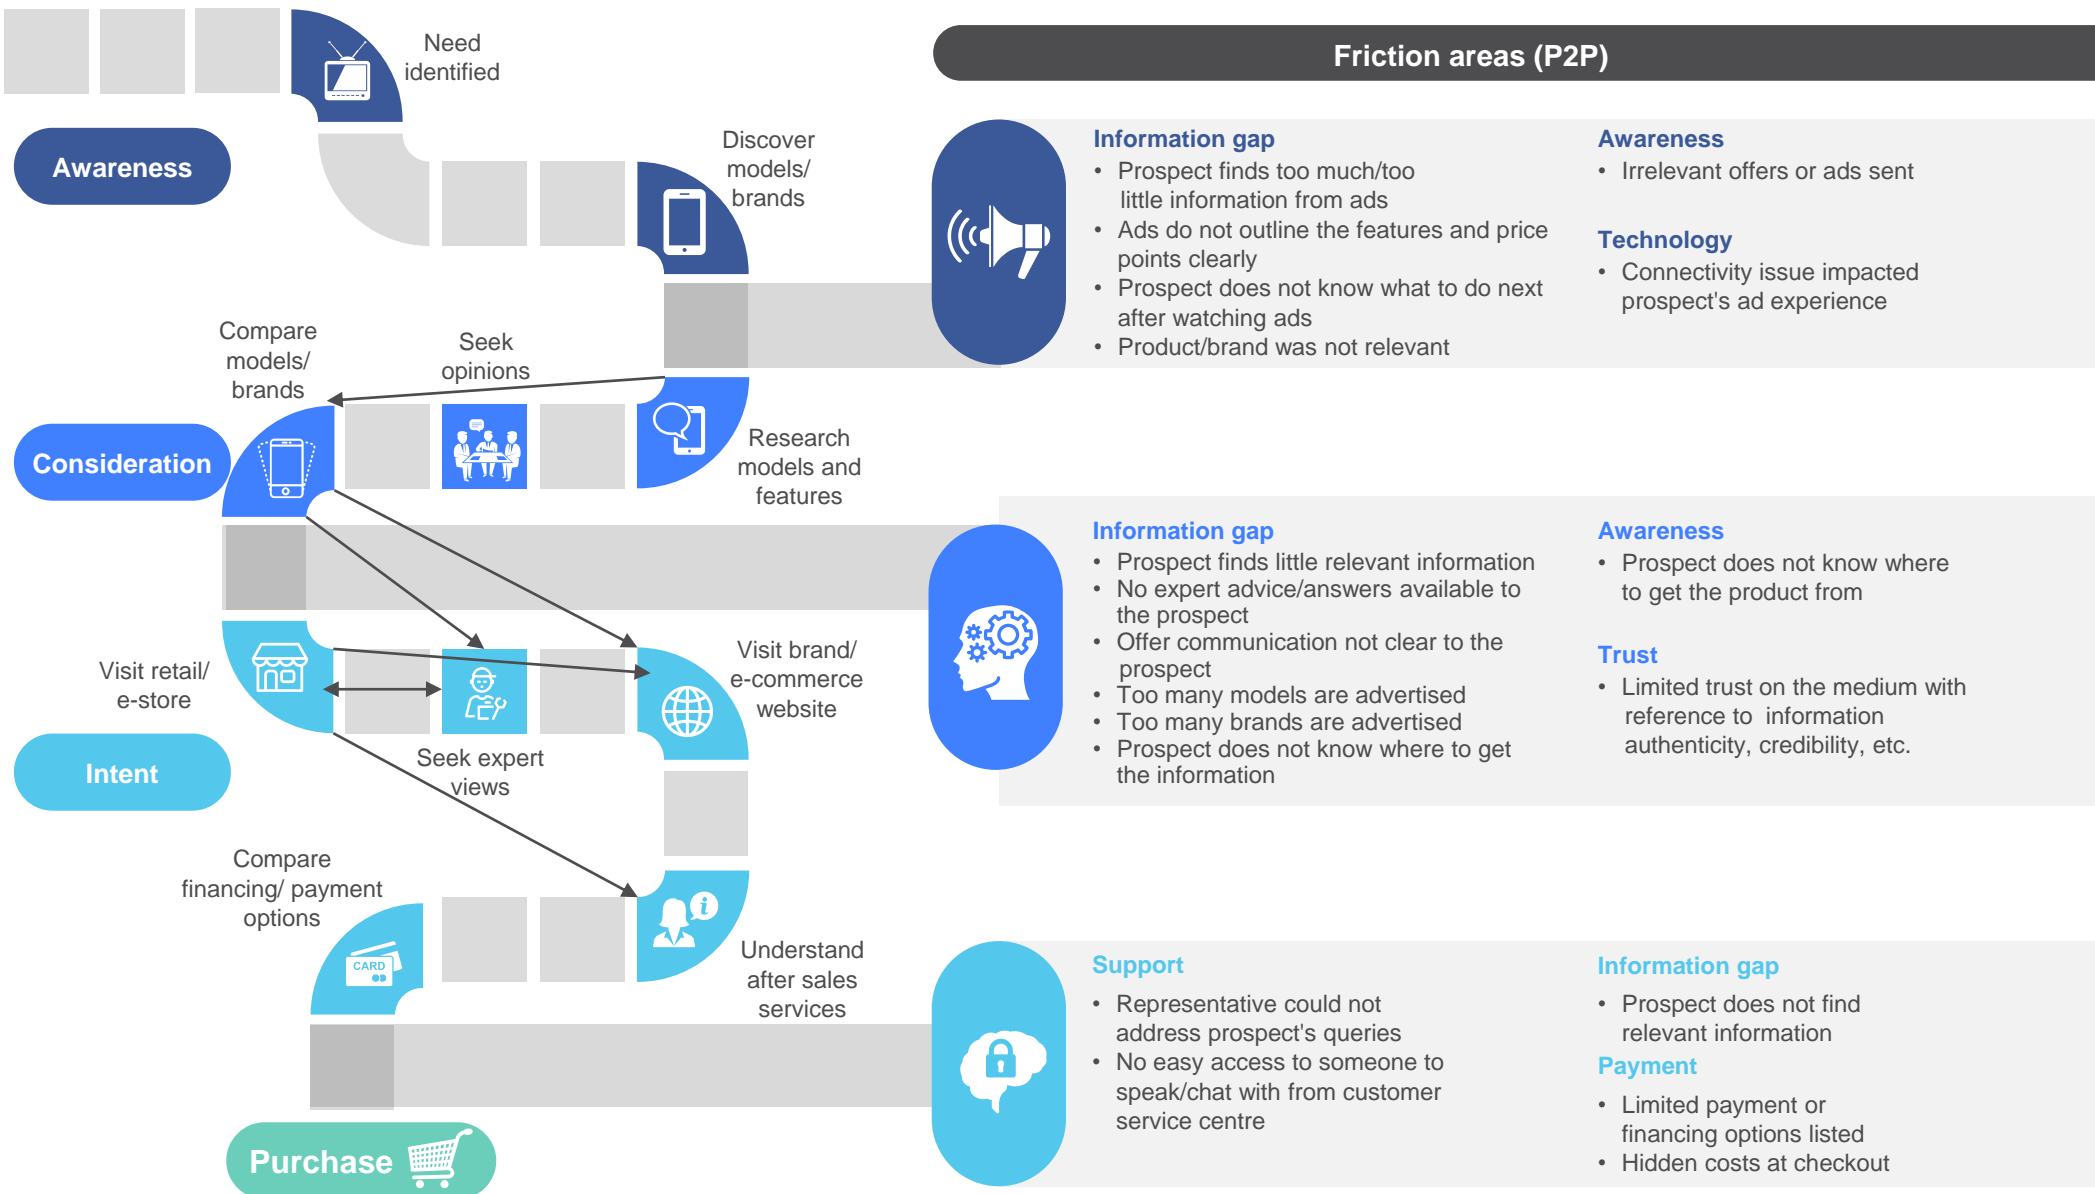 Need
identified
Awareness
Discover
models/
brands
Compare
models/
brands
Seek
opinions
Consideration
Research
models and
features
Visit retail/
e-store
Visit brand/
e-commerce
website
Seek expert
views
Intent
Compare
financing/ payment
options
CARD
i
Understand
after sales
services
Purchase
Friction areas (P2P)
Information gap
• Prospect finds too much/too
little information from ads
• Ads do not outline the features and price
points clearly
• Prospect does not know what to do next
after watching ads
• Product/brand was not relevant
Awareness
• Irrelevant offers or ads sent
Technology
• Connectivity issue impacted
prospect's ad experience
Information gap
• Prospect finds little relevant information
• No expert advice/answers available to
the prospect
• Offer communication not clear to the
prospect
• Too many models are advertised
• Too many brands are advertised
• Prospect does not know where to get
the information
Awareness
• Prospect does not know where
to get the product from
Trust
• Limited trust on the medium with
reference to information
authenticity, credibility, etc.
Support
• Representative could not
address prospect's queries
• No easy access to someone to
speak/chat with from customer
service centre
Information gap
• Prospect does not find
relevant information
Payment
• Limited payment or
financing options listed
• Hidden costs at checkout